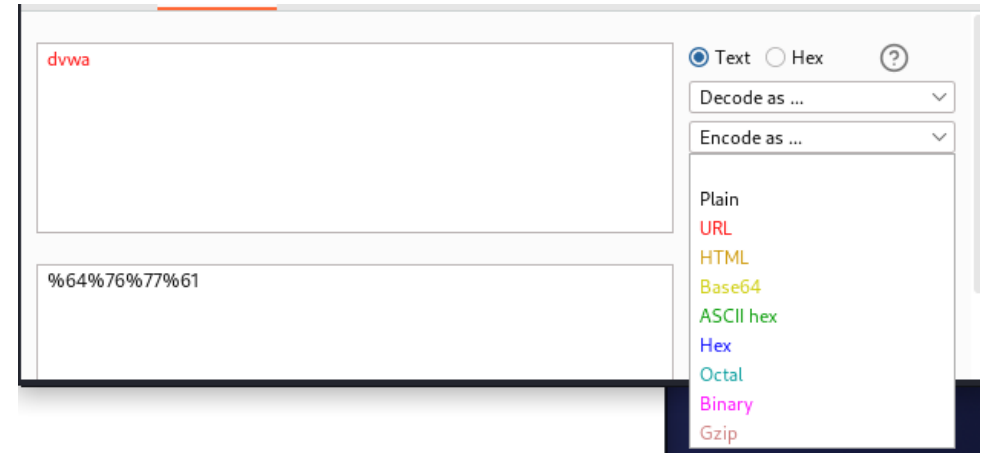 dvwa
Text Hex ?
Decode as ...
Encode as ...
Plain
URL
HTML
Base64
ASCII hex
Hex
Octal
Binary
Gzip
%64%76%77%61